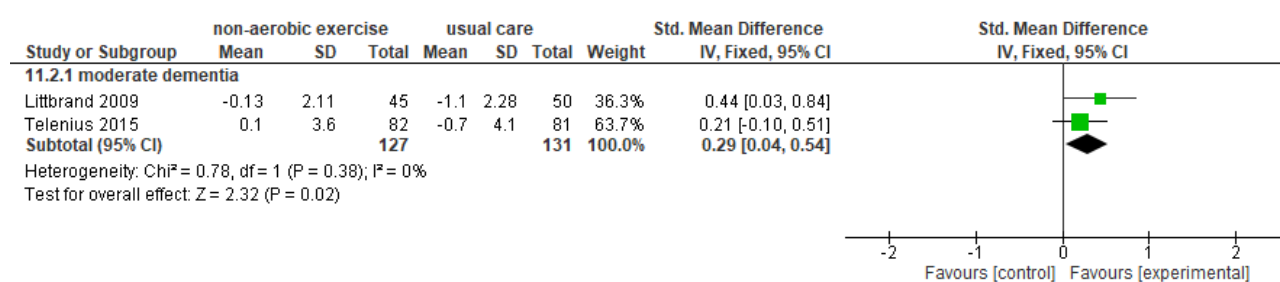 non-aerobic exercise usual care Std. Mean Difference Std. Mean Difference
Study or Subgroup Mean SD Total Mean SD Total Weight IV, Fixed, 95% CI IV, Fixed, 95% CI
11.2.1 moderate dementia
Littbrand 2009 -0.13 2.11 45 -1.1 2.28 50 36.3% 0.44 [0.03, 0.84]
Telenius 2015 0.1 3.6 82 -0.7 4.1 81 63.7% 0.21 [-0.10, 0.51]
Subtotal (95% CI) 127 131 100.0% 0.29 [0.04, 0.54]
Heterogeneity: Chi² = 0.78, df = 1 (P = 0.38); I² = 0%
Test for overall effect: Z = 2.32 (P = 0.02)
-2 -1 0 1 2
Favours [control] Favours [experimental]